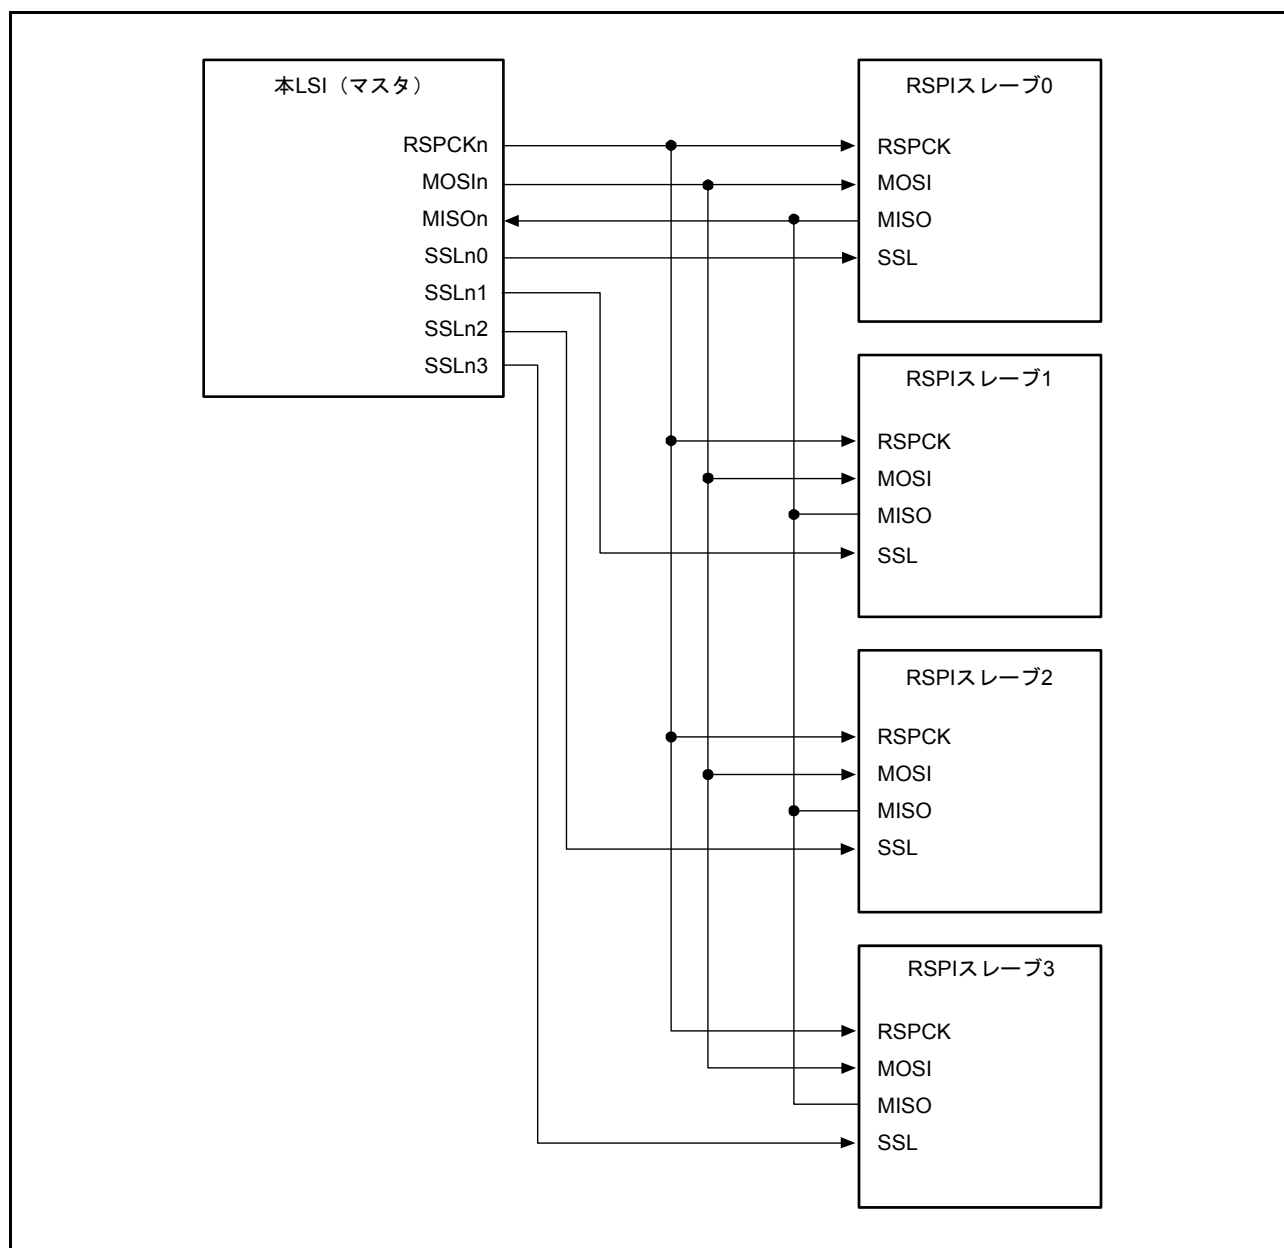 本LSI（マスタ）
RSPCKn
MOSIn
MISOn
SSLn0
SSLn1
SSLn2
SSLn3
RSPIスレーブ0
RSPCK
MOSI
MISO
SSL
RSPIスレーブ1
RSPCK
MOSI
MISO
SSL
RSPIスレーブ2
RSPCK
MOSI
MISO
SSL
RSPIスレーブ3
RSPCK
MOSI
MISO
SSL